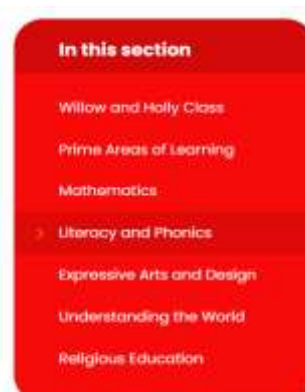 In this section
Willow and Holly Class
Prime Areas of Learning
Mathematics
Literacy and Phonics
Expressive Arts and Design
Understanding the World
Religious Education